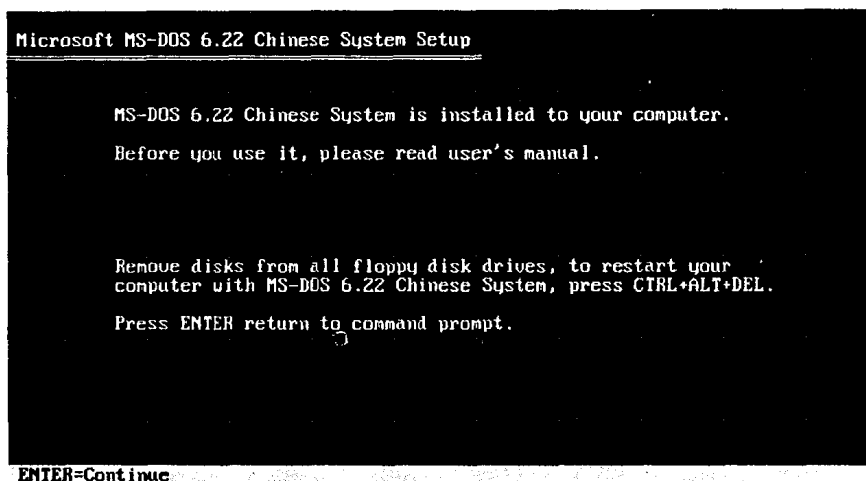 Microsoft MS-DOS 6.22 Chinese System Setup
MS-DOS 6.22 Chinese System is installed to your computer.
Before you use it, please read user's manual.
Remove disks from all floppy disk drives, to restart your
computer with MS-DOS 6.22 Chinese System, press CTRL+ALT+DEL.
Press ENTER return to command prompt.
ENTER=Continue